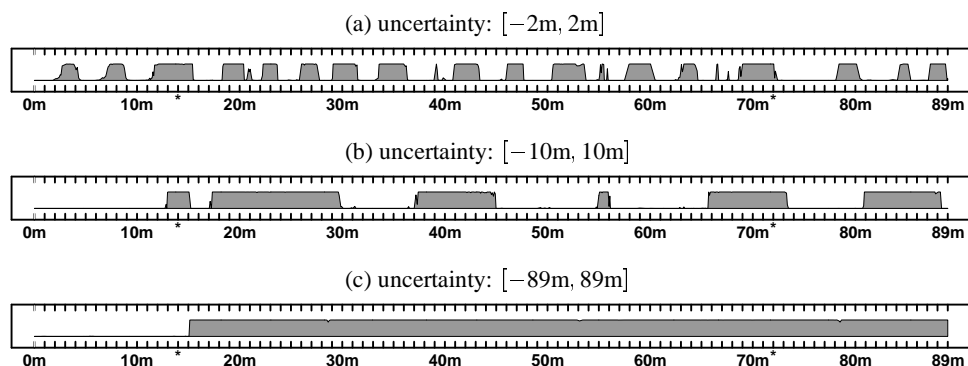 (a) uncertainty: [−2m, 2m]
0m 10m * 20m 30m 40m 50m 60m 70m* 80m 89m
(b) uncertainty: [−10m, 10m]
0m 10m * 20m 30m 40m 50m 60m 70m* 80m 89m
(c) uncertainty: [−89m, 89m]
0m 10m * 20m 30m 40m 50m 60m 70m* 80m 89m